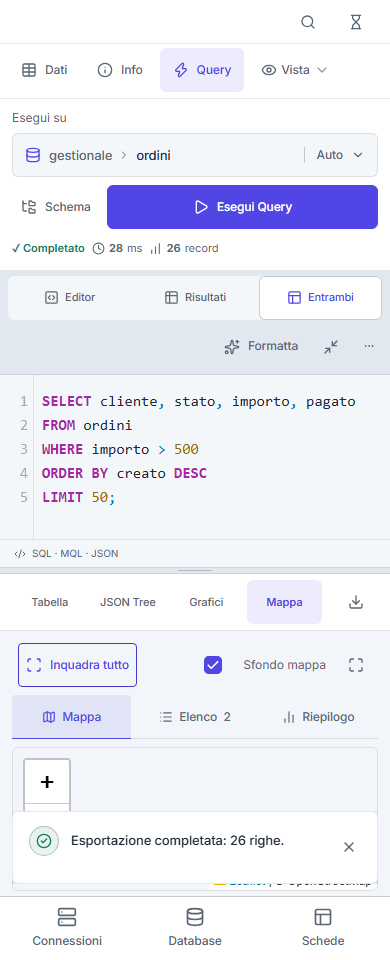 Dati
Info
Query
Vista
Esegui su
gestionale > ordini
Auto
Schema
Esegui Query
✓ Completato 28 ms 26 record
Editor
Risultati
Entrambi
Formatta
1 SELECT cliente, stato, importo, pagato
2 FROM ordini
3 WHERE importo > 500
4 ORDER BY creato DESC
5 LIMIT 50;
SQL · MQL · JSON
Tabella
JSON Tree
Grafici
Mappa
Inquadra tutto
Sfondo mappa
Mappa
Elenco 2
Riepilogo
+
Esportazione completata: 26 righe.
Connessioni
Database
Schede